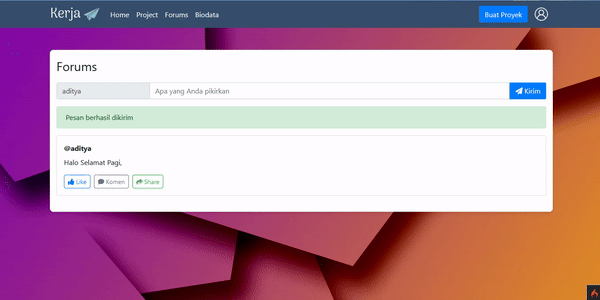 Kerja
Home Project Forums Biodata
Buat Proyek
Forums
aditya Apa yang Anda pikirkan Kirim
Pesan berhasil dikirim
@aditya
Halo Selamat Pagi,
Like Komen Share